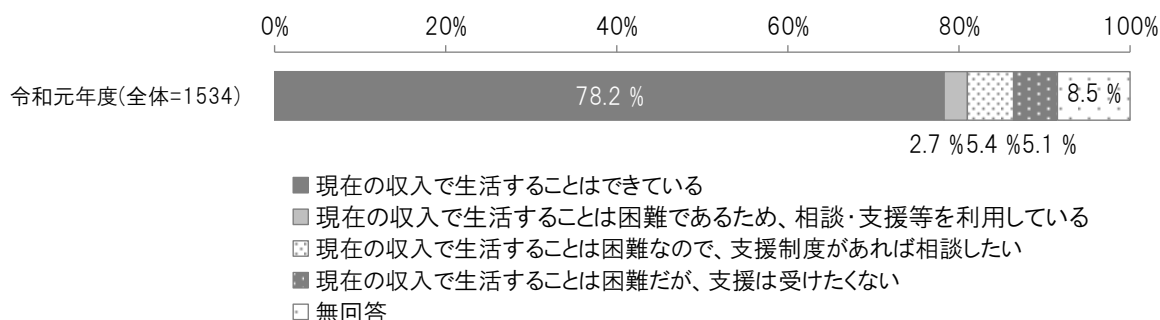 0% 20% 40% 60% 80% 100%
令和元年度(全体=1534) 78.2 % 8.5 %
2.7 % 5.4 % 5.1 %
現在の収入で生活することはできている
現在の収入で生活することは困難であるため、相談・支援等を利用している
現在の収入で生活することは困難なので、支援制度があれば相談したい
現在の収入で生活することは困難だが、支援は受けたくない
無回答